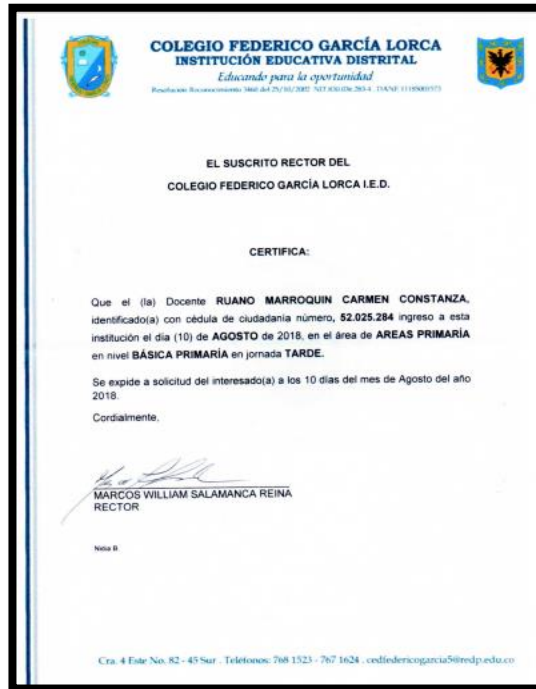 COLEGIO FEDERICO GARCÍA LORCA
INSTITUCIÓN EDUCATIVA DISTRITAL
Educando para la oportunidad
EL SUSCRITO RECTOR DEL
COLEGIO FEDERICO GARCÍA LORCA I.E.D.
CERTIFICA:
Que el (la) Docente RUANO MARROQUIN CARMEN CONSTANZA,
identificado(a) con cédula de ciudadanía número, 52.025.284 ingreso a esta
institución el día (10) de AGOSTO de 2018, en el área de AREAS PRIMARÍA
en nivel BÁSICA PRIMARÍA en jornada TARDE.
Se expide a solicitud del interesado(a) a los 10 días del mes de Agosto del año
2018.
Cordialmente,
MARCOS WILLIAM SALAMANCA REINA
RECTOR
Nidia B.
Cra. 4 Este No. 82 - 45 Sur . Teléfonos: 768 1523 - 767 1624 . cedfedericogarcia5@redp.edu.co